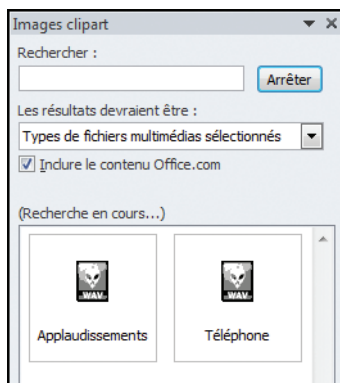 Images clipart
Rechercher :
Arrêter
Les résultats devraient être :
Types de fichiers multimédias sélectionnés
Inclure le contenu Office.com
(Recherche en cours...)
WAV WAV
Applaudissements Téléphone